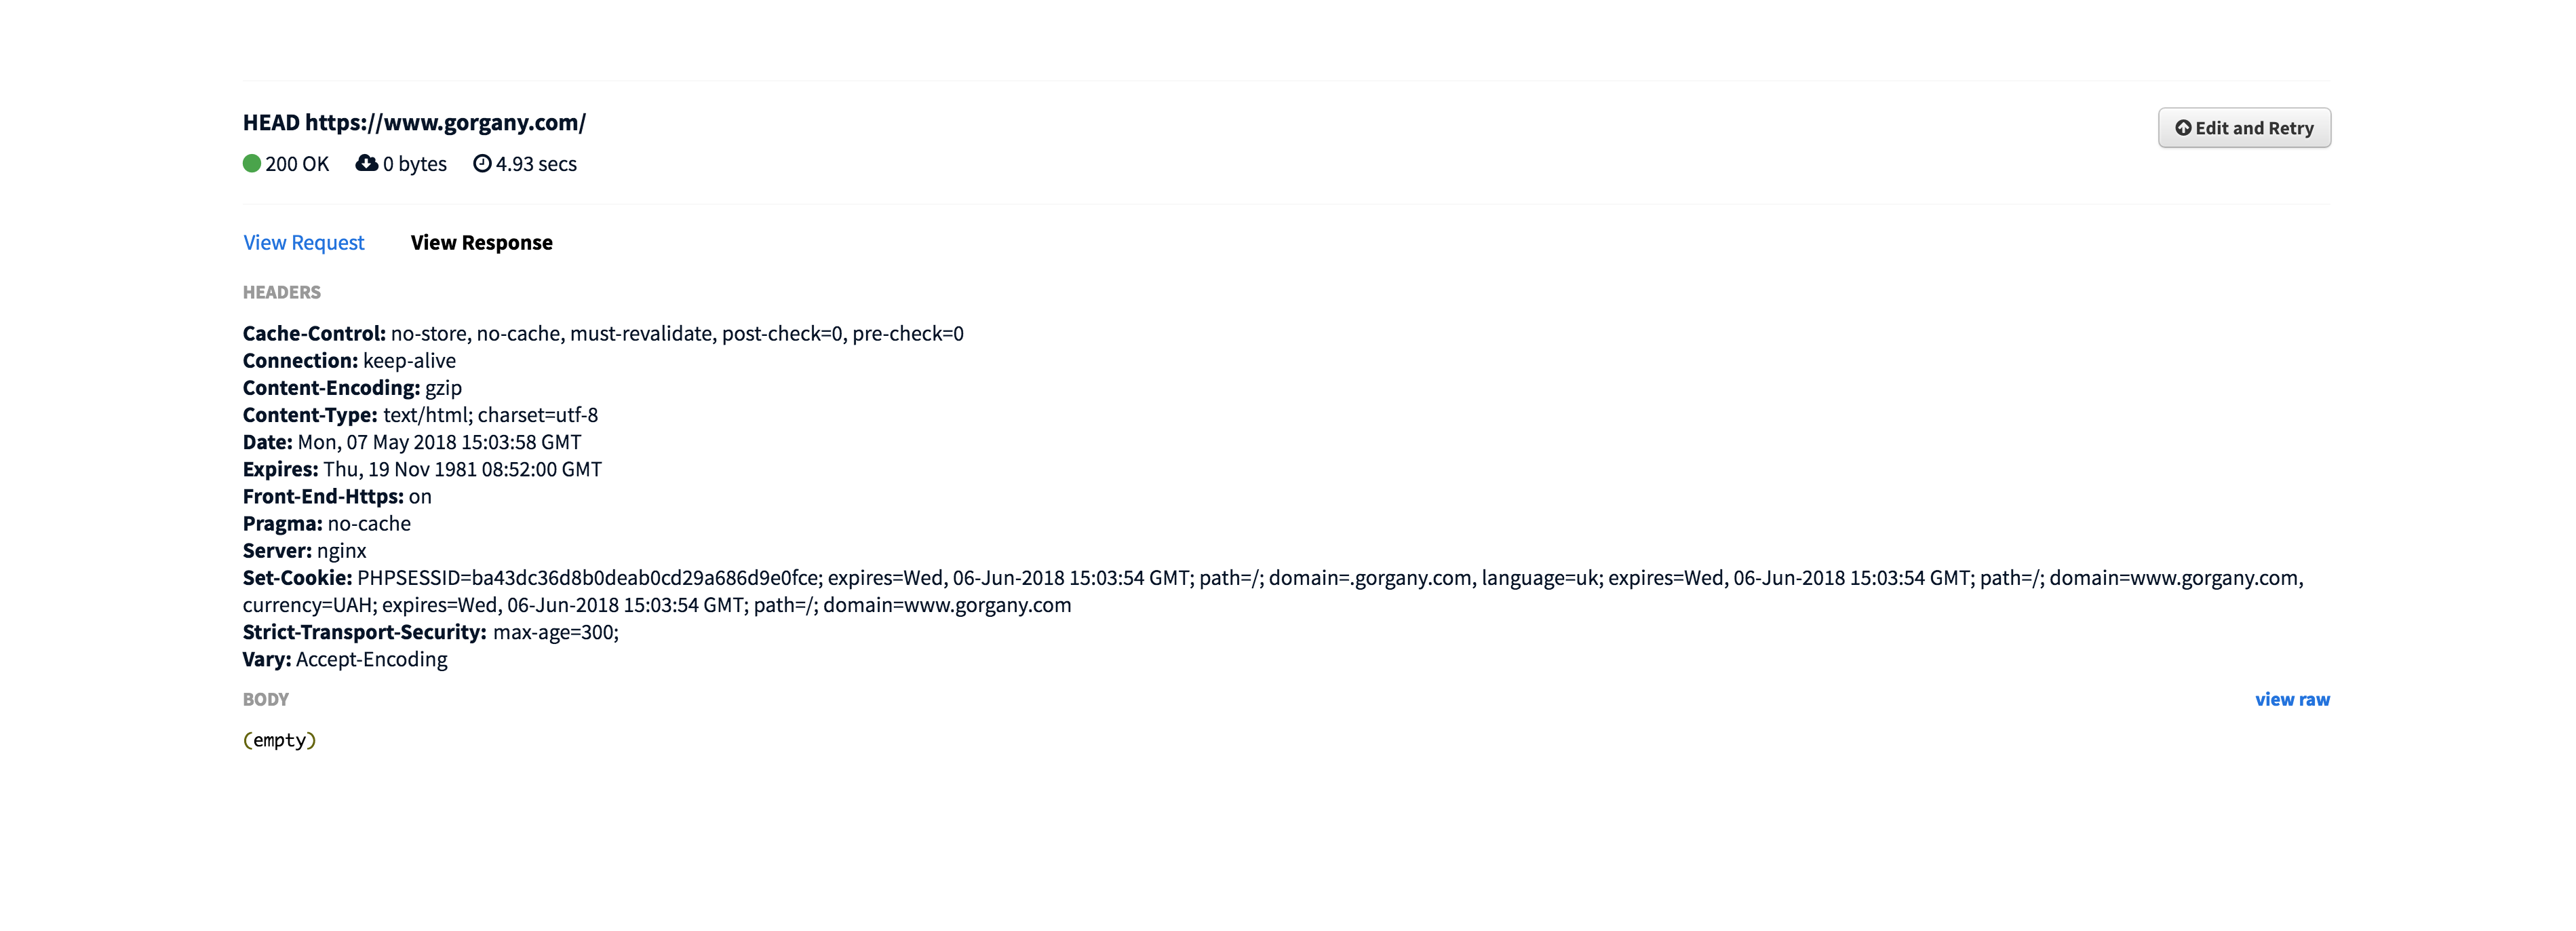 HEAD https://www.gorgany.com/
Edit and Retry
200 OK 0 bytes 4.93 secs
View Request View Response
HEADERS
Cache-Control: no-store, no-cache, must-revalidate, post-check=0, pre-check=0
Connection: keep-alive
Content-Encoding: gzip
Content-Type: text/html; charset=utf-8
Date: Mon, 07 May 2018 15:03:58 GMT
Expires: Thu, 19 Nov 1981 08:52:00 GMT
Front-End-Https: on
Pragma: no-cache
Server: nginx
Set-Cookie: PHPSESSID=ba43dc36d8b0deab0cd29a686d9e0fce; expires=Wed, 06-Jun-2018 15:03:54 GMT; path=/; domain=.gorgany.com, language=uk; expires=Wed, 06-Jun-2018 15:03:54 GMT; path=/; domain=www.gorgany.com,
currency=UAH; expires=Wed, 06-Jun-2018 15:03:54 GMT; path=/; domain=www.gorgany.com
Strict-Transport-Security: max-age=300;
Vary: Accept-Encoding
BODY view raw
(empty)